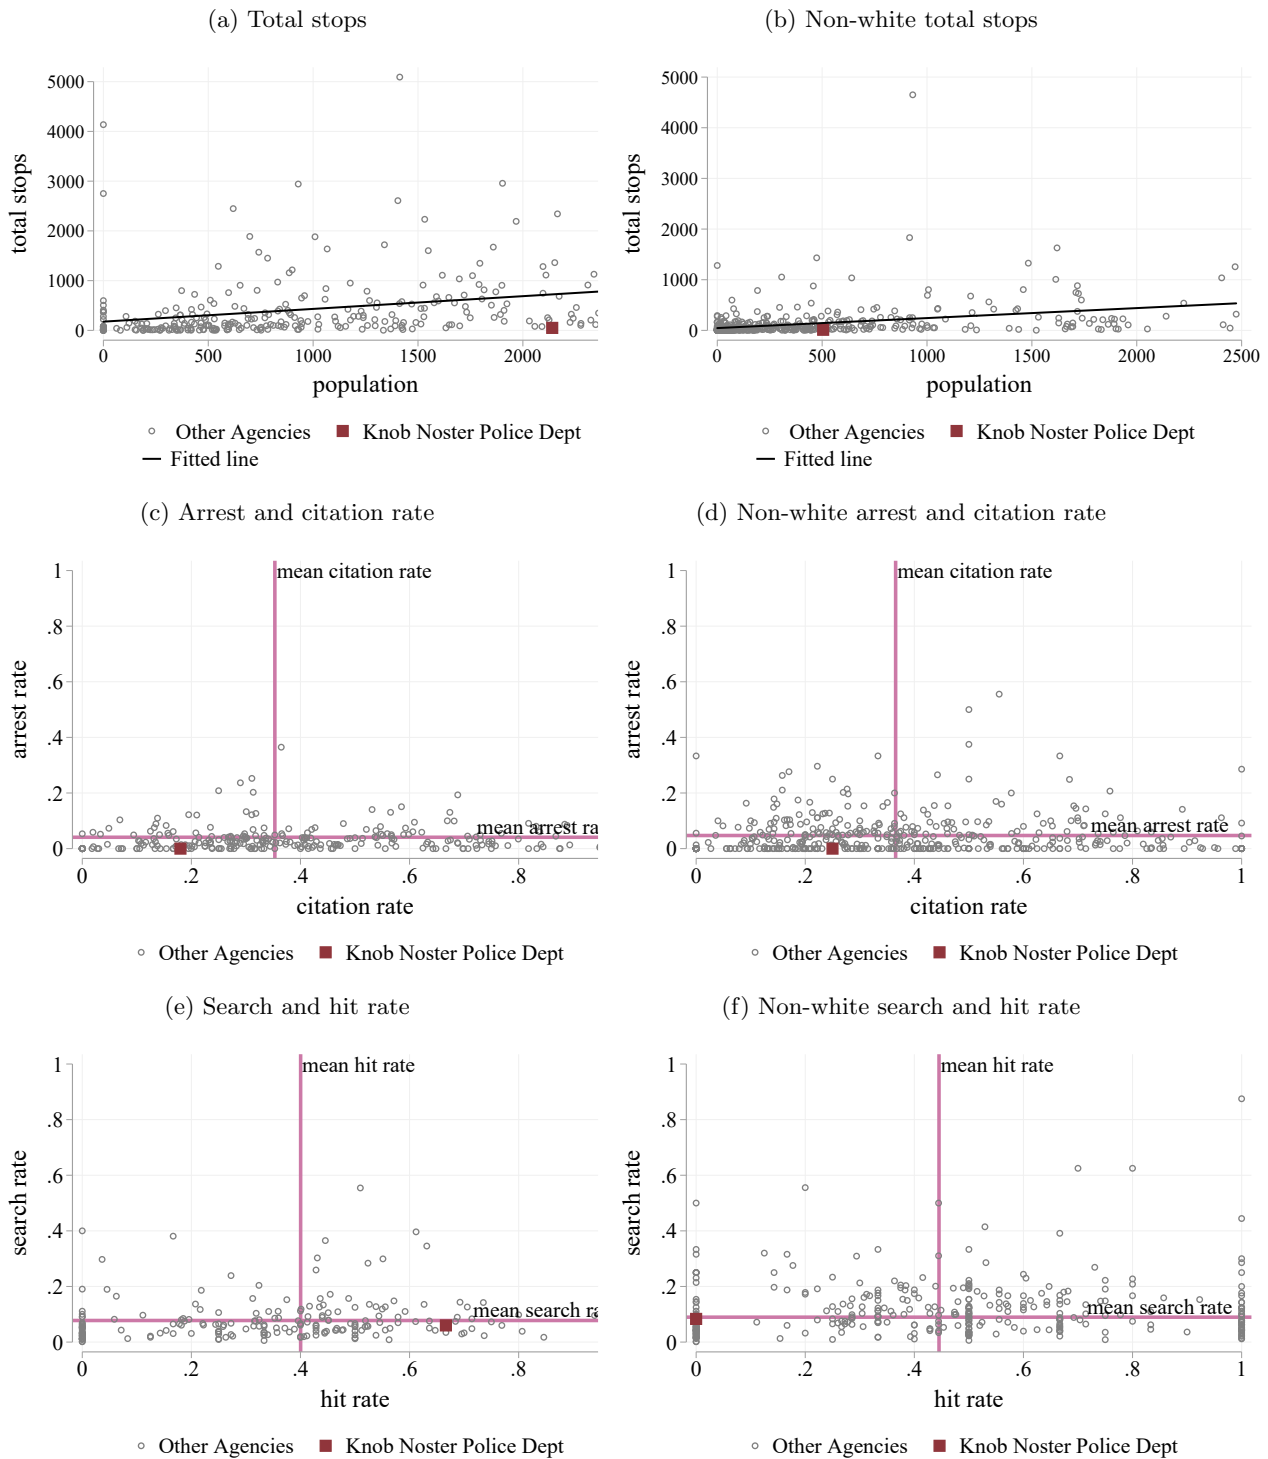 (a) Total stops
(b) Non-white total stops
total stops
5000
4000
3000
2000
1000
0
0 500 1000 1500 2000
population
Other Agencies Knob Noster Police Dept
Fitted line
total stops
5000
4000
3000
2000
1000
0
0 500 1000 1500 2000 2500
population
Other Agencies Knob Noster Police Dept
Fitted line
(c) Arrest and citation rate
(d) Non-white arrest and citation rate
arrest rate
1
.8
.6
.4
.2
0
mean citation rate
mean arrest ra
0 .2 .4 .6 .8
citation rate
Other Agencies Knob Noster Police Dept
arrest rate
1
.8
.6
.4
.2
0
mean citation rate
mean arrest rate
0 .2 .4 .6 .8 1
citation rate
Other Agencies Knob Noster Police Dept
(e) Search and hit rate
(f) Non-white search and hit rate
search rate
1
.8
.6
.4
.2
0
mean hit rate
mean search ra
0 .2 .4 .6 .8
hit rate
Other Agencies Knob Noster Police Dept
search rate
1
.8
.6
.4
.2
0
mean hit rate
mean search rate
0 .2 .4 .6 .8 1
hit rate
Other Agencies Knob Noster Police Dept